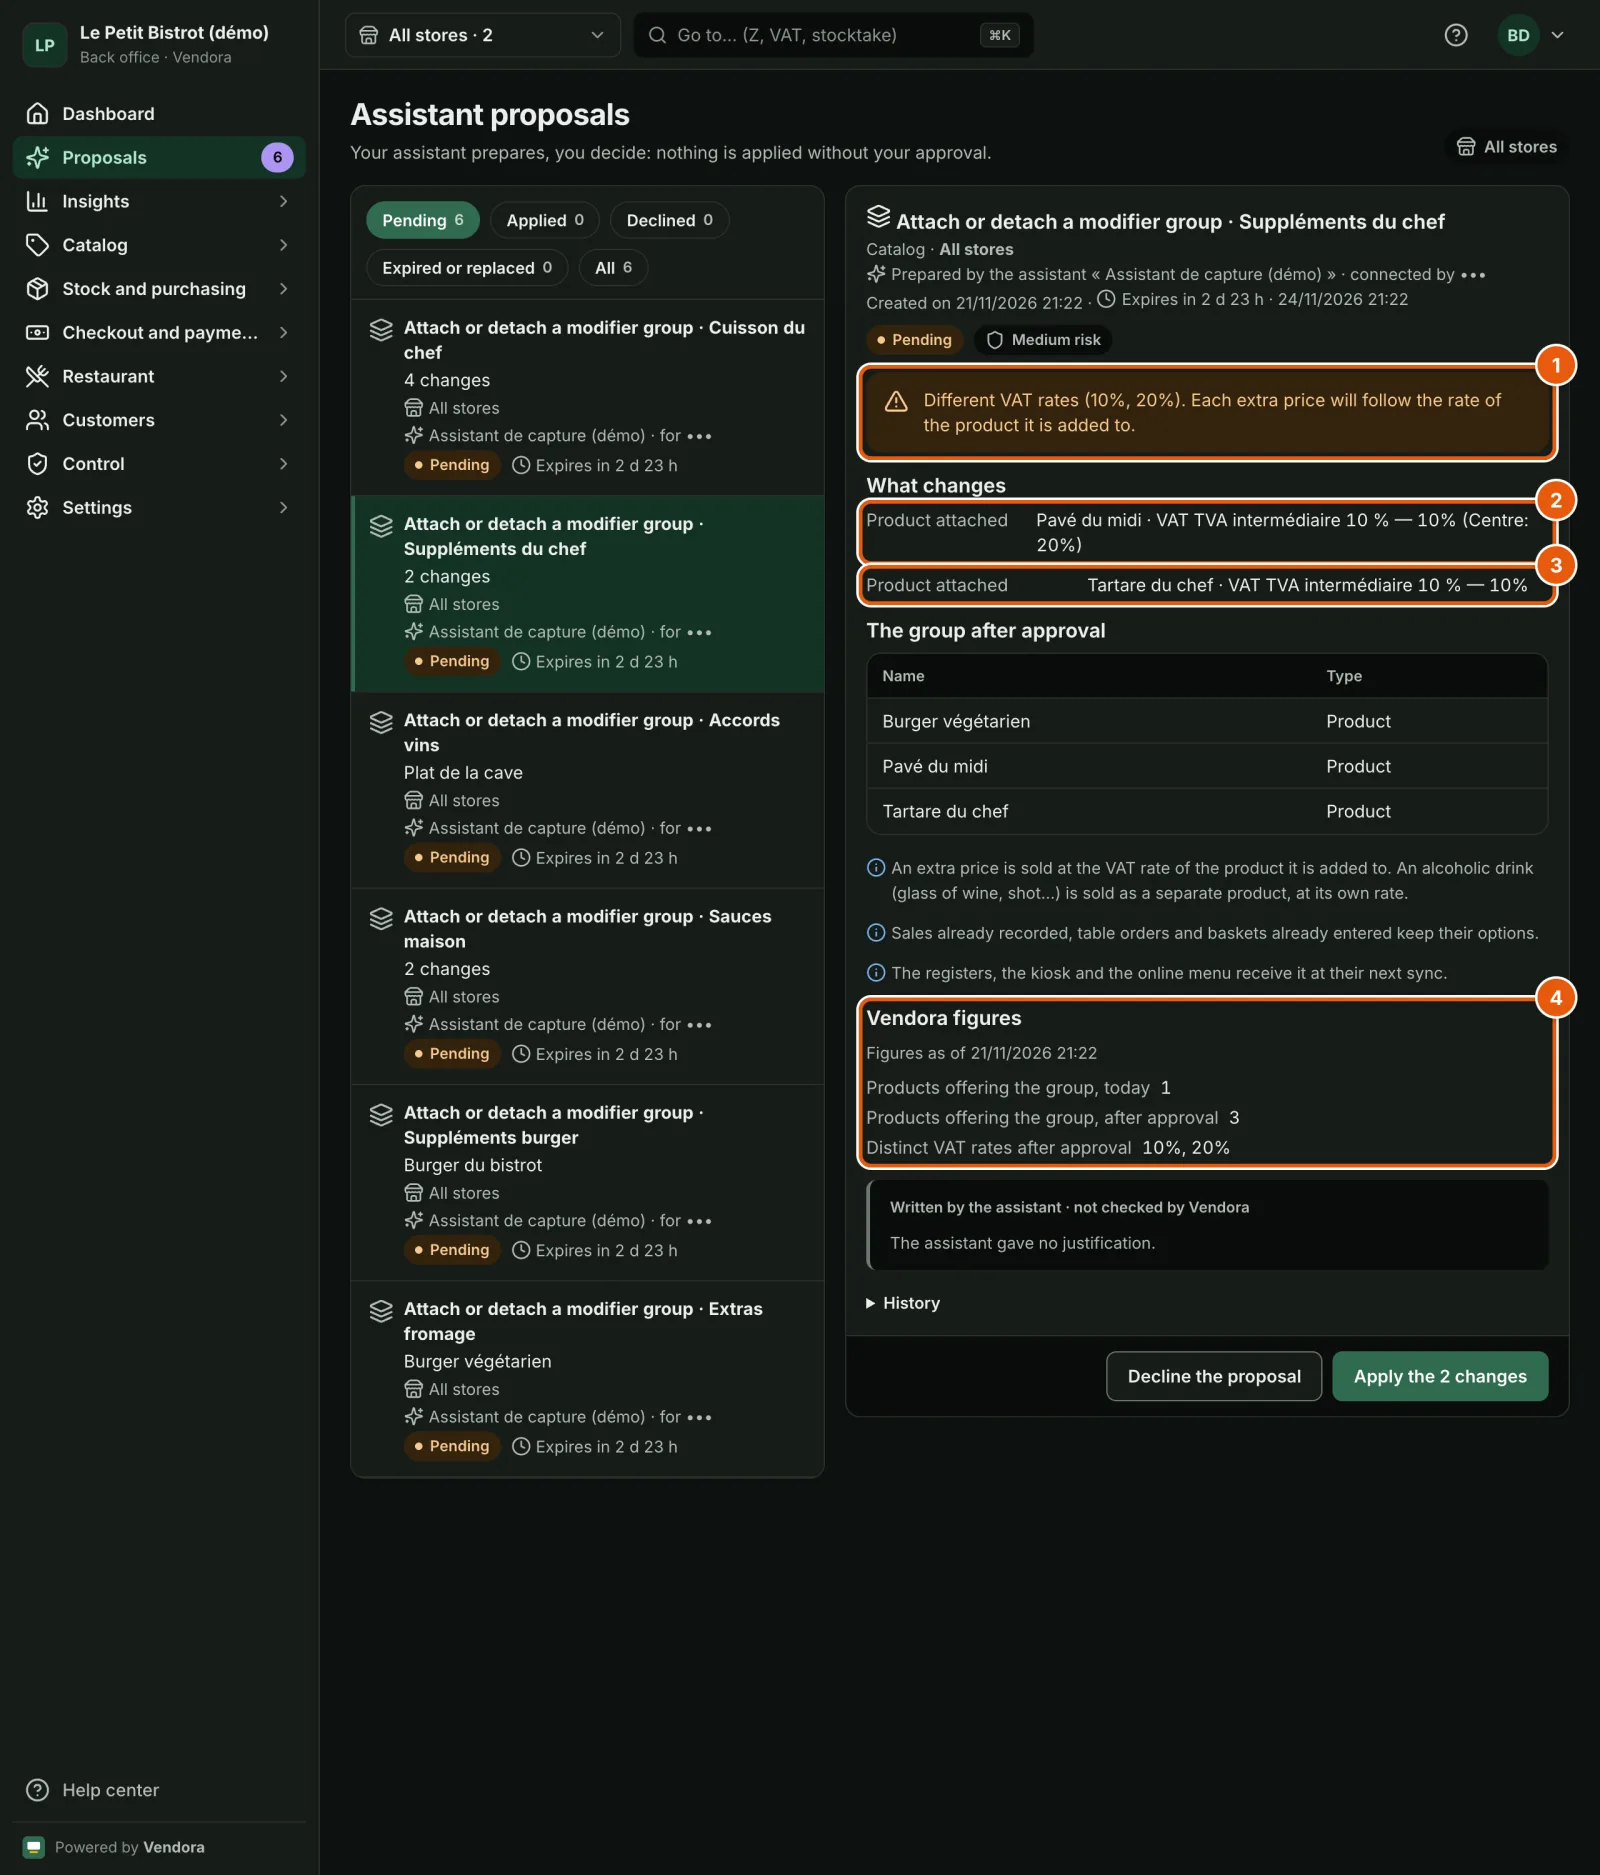 LP
Le Petit Bistrot (démo)
Back office · Vendora
Dashboard
Proposals 6
Insights
Catalog
Stock and purchasing
Checkout and payme...
Restaurant
Customers
Control
Settings
Help center
Powered by Vendora
All stores · 2
Go to... (Z, VAT, stocktake)
⌘K
BD
Assistant proposals
Your assistant prepares, you decide: nothing is applied without your approval.
All stores
Pending 6
Applied 0
Declined 0
Expired or replaced 0
All 6
Attach or detach a modifier group · Cuisson du
chef
4 changes
All stores
Assistant de capture (démo) · for •••
Pending
Expires in 2 d 23 h
Attach or detach a modifier group ·
Suppléments du chef
2 changes
All stores
Assistant de capture (démo) · for •••
Pending
Expires in 2 d 23 h
Attach or detach a modifier group · Accords
vins
Plat de la cave
All stores
Assistant de capture (démo) · for •••
Pending
Expires in 2 d 23 h
Attach or detach a modifier group · Sauces
maison
2 changes
All stores
Assistant de capture (démo) · for •••
Pending
Expires in 2 d 23 h
Attach or detach a modifier group ·
Suppléments burger
Burger du bistrot
All stores
Assistant de capture (démo) · for •••
Pending
Expires in 2 d 23 h
Attach or detach a modifier group · Extras
fromage
Burger végétarien
All stores
Assistant de capture (démo) · for •••
Pending
Expires in 2 d 23 h
Attach or detach a modifier group · Suppléments du chef
Catalog · All stores
Prepared by the assistant « Assistant de capture (démo) » · connected by •••
Created on 21/11/2026 21:22 · Expires in 2 d 23 h · 24/11/2026 21:22
Pending
Medium risk
1
Different VAT rates (10%, 20%). Each extra price will follow the rate of
the product it is added to.
What changes
2
Product attached Pavé du midi · VAT TVA intermédiaire 10 % — 10% (Centre:
20%)
3
Product attached Tartare du chef · VAT TVA intermédiaire 10 % — 10%
The group after approval
Name Type
Burger végétarien Product
Pavé du midi Product
Tartare du chef Product
An extra price is sold at the VAT rate of the product it is added to. An alcoholic drink
(glass of wine, shot...) is sold as a separate product, at its own rate.
Sales already recorded, table orders and baskets already entered keep their options.
The registers, the kiosk and the online menu receive it at their next sync.
4
Vendora figures
Figures as of 21/11/2026 21:22
Products offering the group, today 1
Products offering the group, after approval 3
Distinct VAT rates after approval 10%, 20%
Written by the assistant · not checked by Vendora
The assistant gave no justification.
History
Decline the proposal
Apply the 2 changes